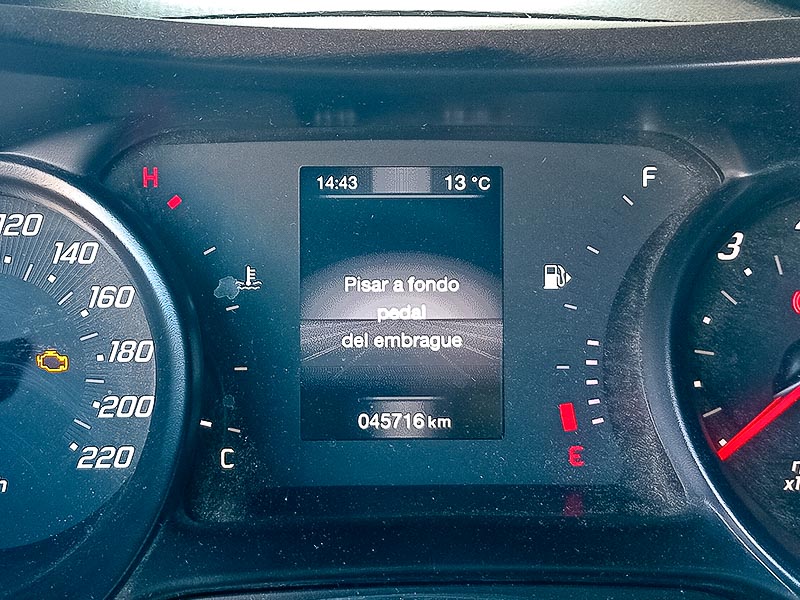 14:43 13 °C
Pisar a fondo
pedal
del embrague
045716 km
H
C
F
E
120
140
160
180
200
220
3